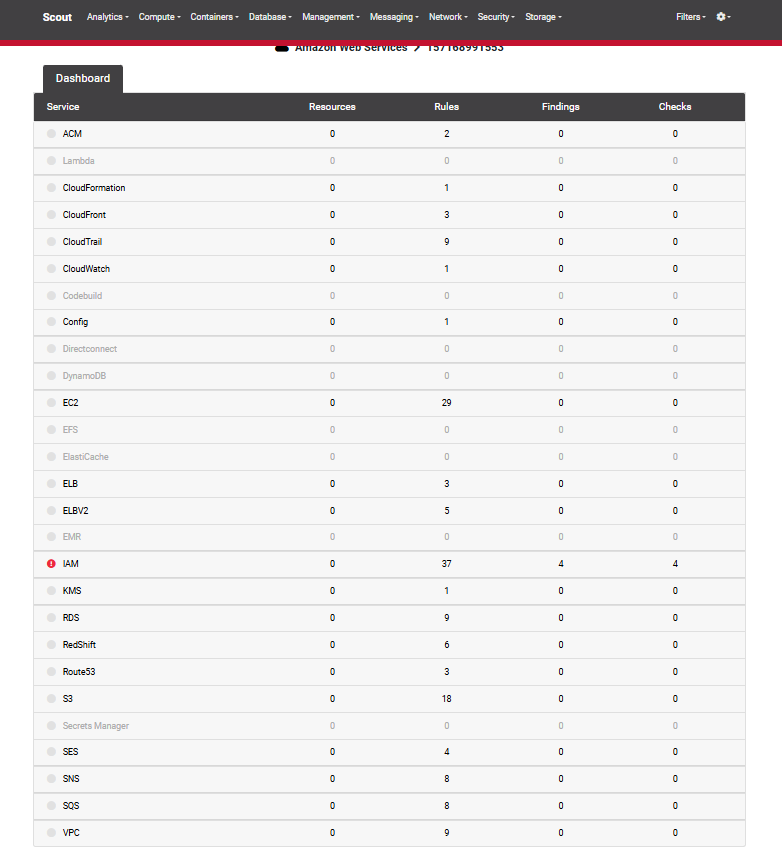 Scout Analytics Compute Containers Database Management Messaging Network Security Storage Filters
Amazon Web Services > 157168991553
Dashboard
Service Resources Rules Findings Checks
ACM 0 2 0 0
Lambda 0 0 0 0
CloudFormation 0 1 0 0
CloudFront 0 3 0 0
CloudTrail 0 9 0 0
CloudWatch 0 1 0 0
Codebuild 0 0 0 0
Config 0 1 0 0
Directconnect 0 0 0 0
DynamoDB 0 0 0 0
EC2 0 29 0 0
EFS 0 0 0 0
ElastiCache 0 0 0 0
ELB 0 3 0 0
ELBV2 0 5 0 0
EMR 0 0 0 0
IAM 0 37 4 4
KMS 0 1 0 0
RDS 0 9 0 0
RedShift 0 6 0 0
Route53 0 3 0 0
S3 0 18 0 0
Secrets Manager 0 0 0 0
SES 0 4 0 0
SNS 0 8 0 0
SQS 0 8 0 0
VPC 0 9 0 0